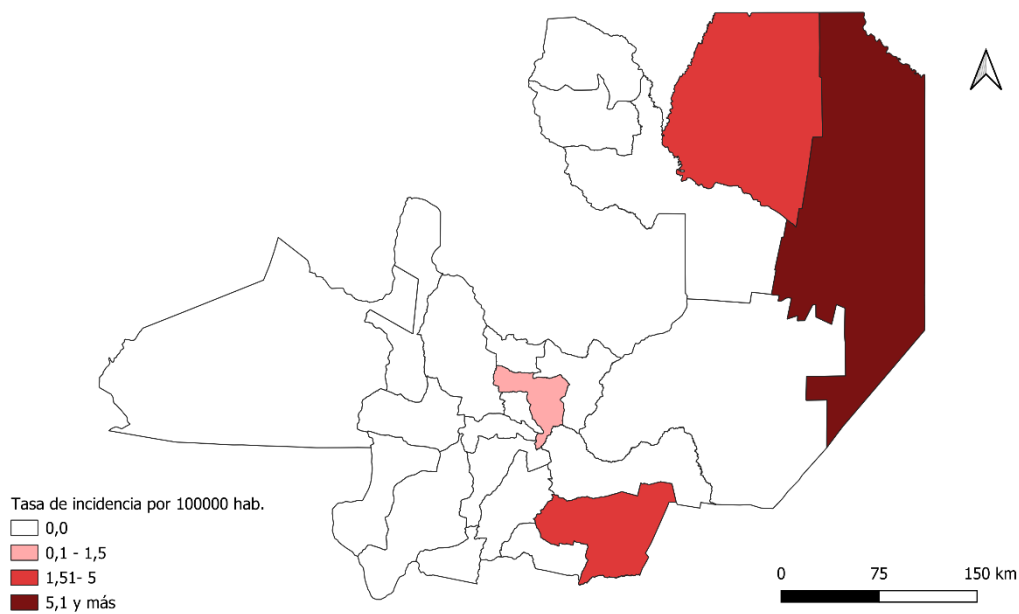 Tasa de incidencia por 100000 hab.
0,0
0,1 - 1,5
1,51- 5
5,1 y más
0 75 150 km